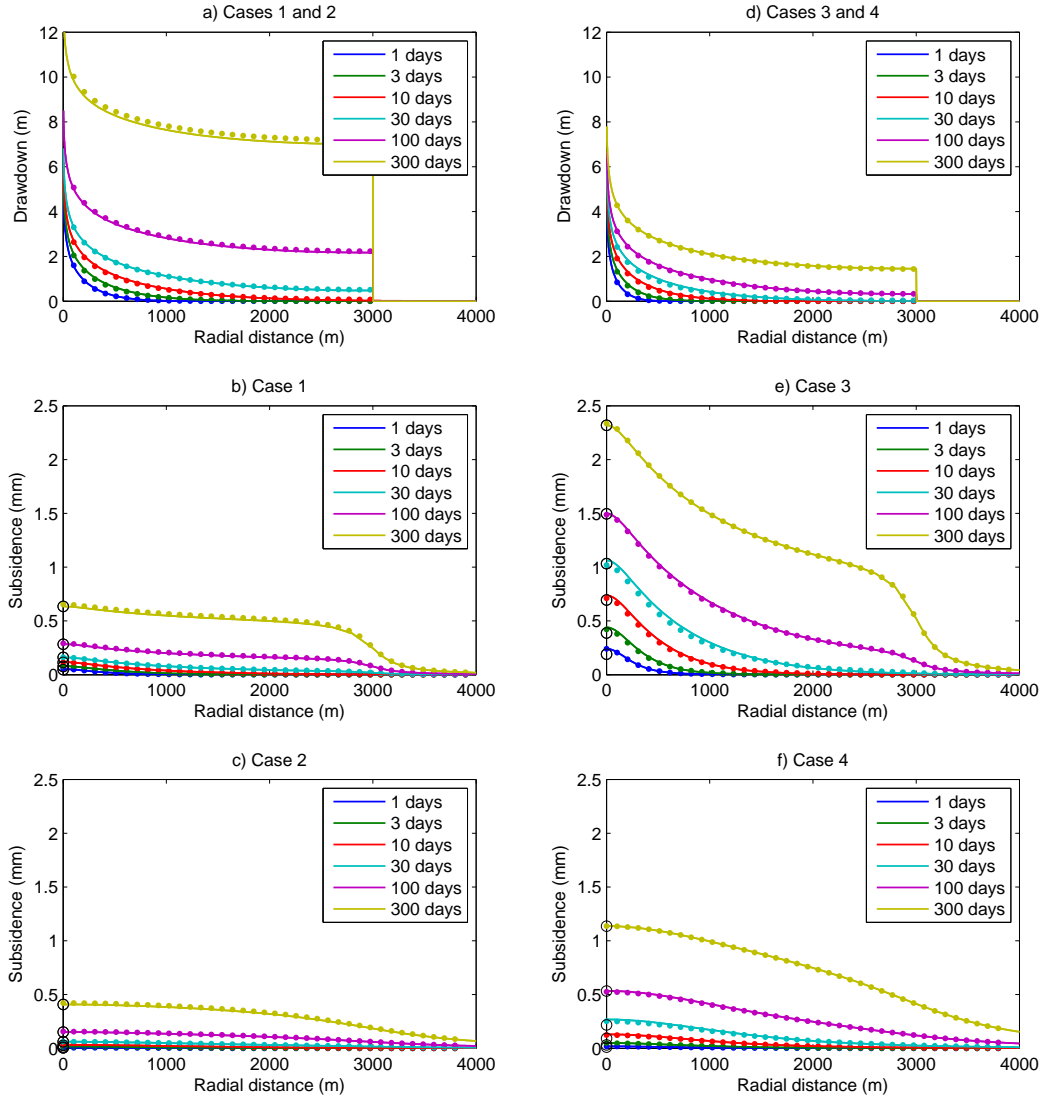 a) Cases 1 and 2
Drawdown (m)
12
10
8
6
4
2
0
0 1000 2000 3000 4000
Radial distance (m)
1 days
3 days
10 days
30 days
100 days
300 days
d) Cases 3 and 4
Drawdown (m)
12
10
8
6
4
2
0
0 1000 2000 3000 4000
Radial distance (m)
1 days
3 days
10 days
30 days
100 days
300 days
b) Case 1
Subsidence (mm)
2.5
2
1.5
1
0.5
0
0 1000 2000 3000 4000
Radial distance (m)
1 days
3 days
10 days
30 days
100 days
300 days
e) Case 3
Subsidence (mm)
2.5
2
1.5
1
0.5
0
0 1000 2000 3000 4000
Radial distance (m)
1 days
3 days
10 days
30 days
100 days
300 days
c) Case 2
Subsidence (mm)
2.5
2
1.5
1
0.5
0
0 1000 2000 3000 4000
Radial distance (m)
1 days
3 days
10 days
30 days
100 days
300 days
f) Case 4
Subsidence (mm)
2.5
2
1.5
1
0.5
0
0 1000 2000 3000 4000
Radial distance (m)
1 days
3 days
10 days
30 days
100 days
300 days